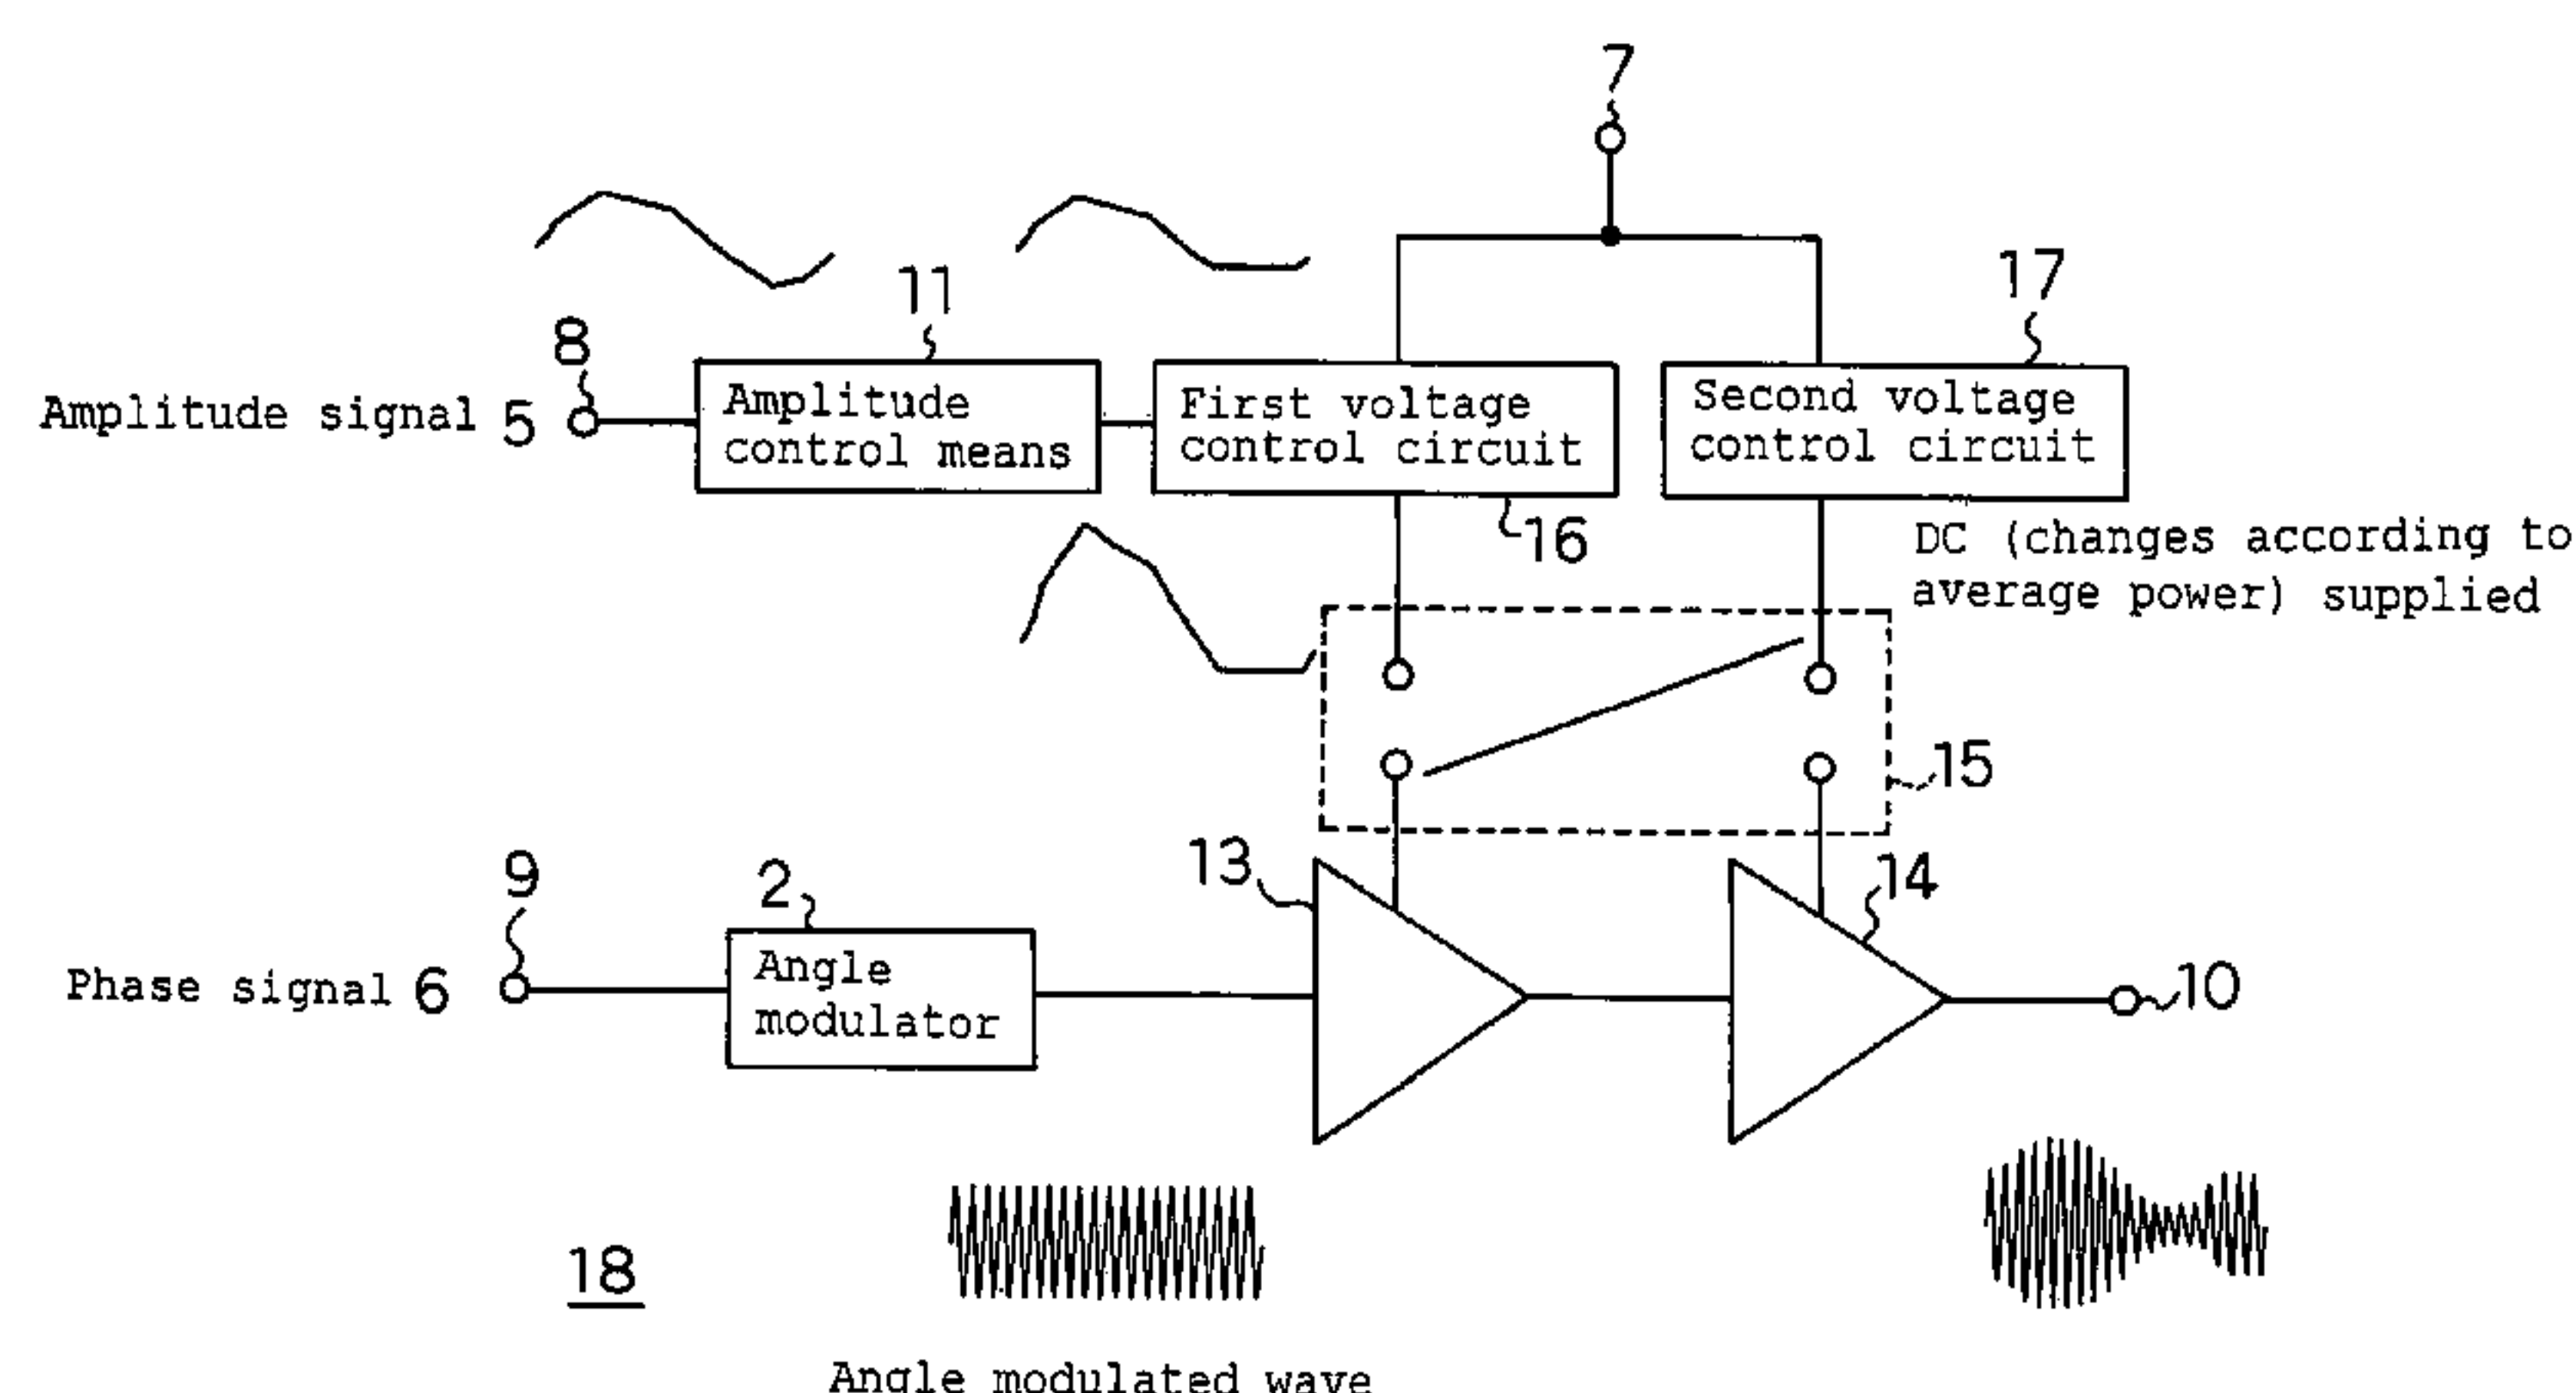 7
17
11
8
Amplitude signal 5
Amplitude
control means
First voltage
control circuit
Second voltage
control circuit
16
DC (changes according to
average power) supplied
15
13
14
9
2
Phase signal 6
Angle
modulator
10
18
Angle modulated wave